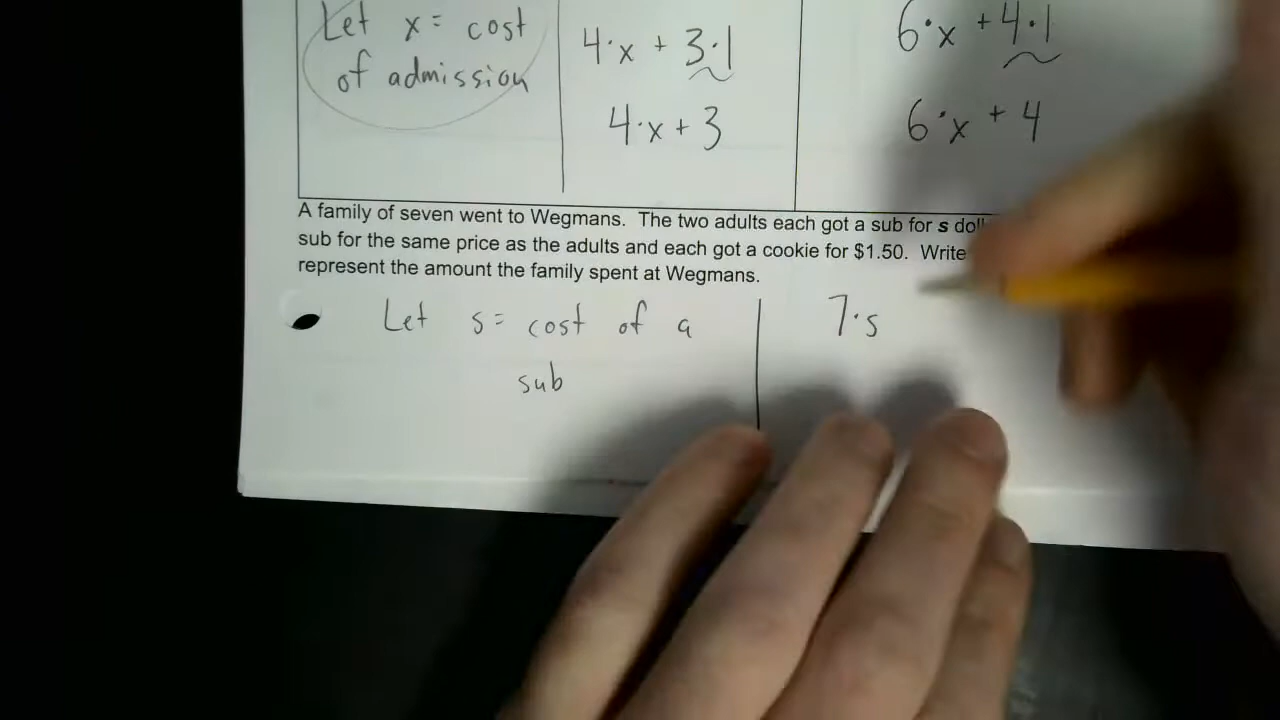 Let x = cost
of admission
4·x + 3·1
4·x + 3
6·x + 4·1
6·x + 4
A family of seven went to Wegmans. The two adults each got a sub for s
sub for the same price as the adults and each got a cookie for $1.50. Write
represent the amount the family spent at Wegmans.
Let s = cost of a
sub
7·s